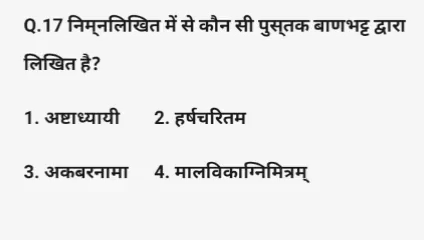 Q.17 निम्नलिखित में से कौन सी पुस्तक बाणभट्ट द्वारा
लिखित है?
1. अष्टाध्यायी 2. हर्षचरितम
3. अकबरनामा 4. मालविकाग्निमित्रम्